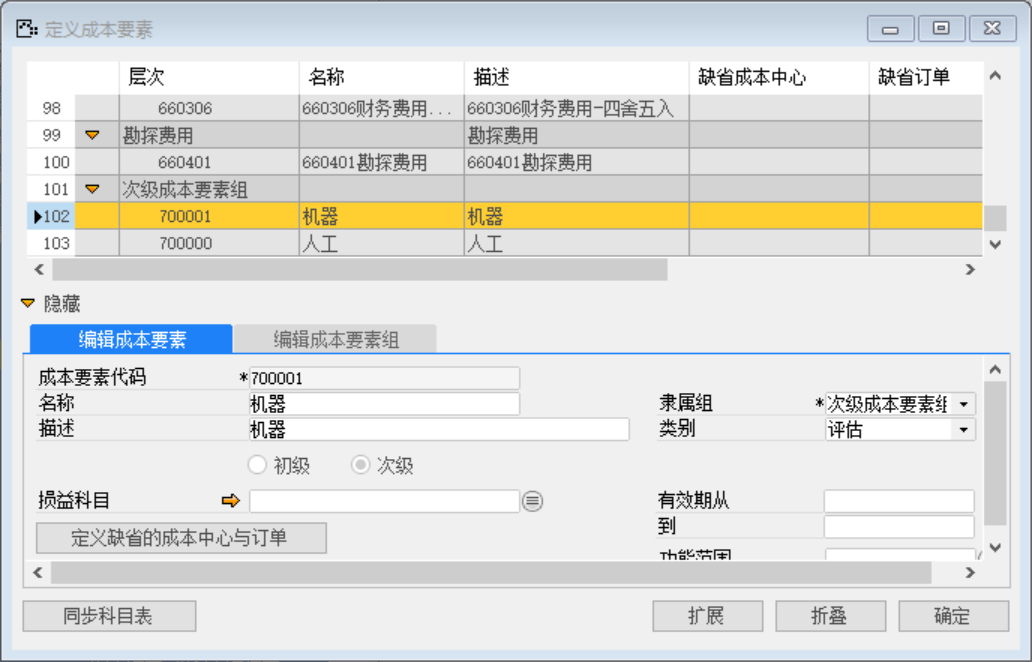 定义成本要素
层次 名称 描述 缺省成本中心 缺省订单
98 660306 660306财务费用... 660306财务费用-四舍五入
99 勘探费用 勘探费用
100 660401 660401勘探费用 660401勘探费用
101 次级成本要素组
102 700001 机器 机器
103 700000 人工 人工
隐藏
编辑成本要素 编辑成本要素组
成本要素代码 *700001
名称 机器 隶属组 *次级成本要素组
描述 机器 类别 评估
初级 次级
损益科目 有效期从
到
定义缺省的成本中心与订单
功能范围
同步科目表 扩展 折叠 确定